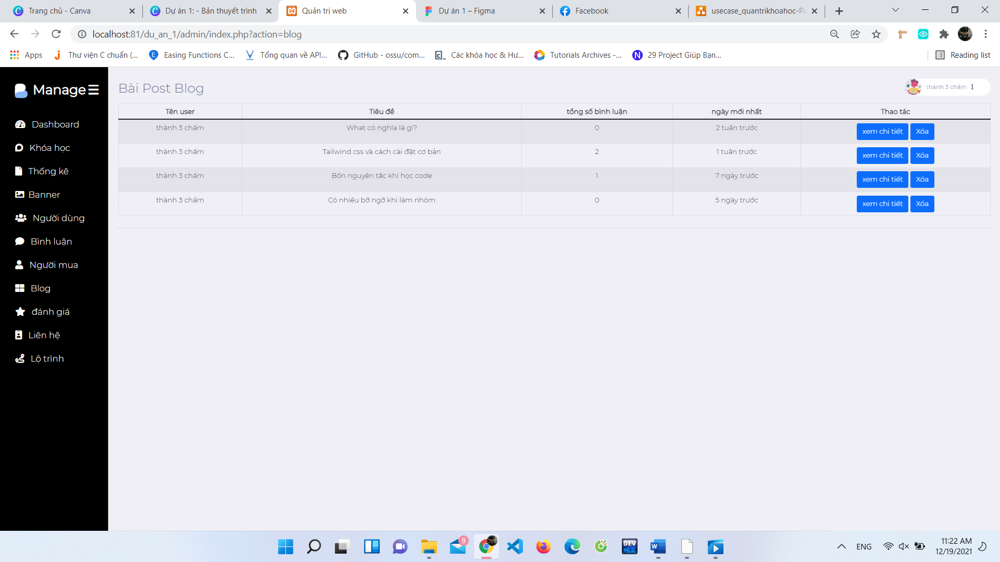 Trang chủ - Canva
Dự án 1: - Bản thuyết trình
Quản trị web
Dự án 1 – Figma
Facebook
usecase_quantrikhoahoc-Pa
localhost:81/du_an_1/admin/index.php?action=blog
Apps
Thư viện C chuẩn (...
Easing Functions C...
Tổng quan về API...
GitHub - ossu/com...
Các khóa học & Hư...
Tutorials Archives -...
29 Project Giúp Bạn...
Reading list
Manage
Dashboard
Khóa học
Thống kê
Banner
Người dùng
Bình luận
Người mua
Blog
đánh giá
Liên hệ
Lộ trình
Bài Post Blog
thành 3 chấm
Tên user Tiêu đề tổng số bình luận ngày mới nhất Thao tác
thành 3 chấm What có nghĩa là gì? 0 2 tuần trước xem chi tiết Xóa
thành 3 chấm Tailwind css và cách cài đặt cơ bản 2 1 tuần trước xem chi tiết Xóa
thành 3 chấm Bốn nguyên tắc khi học code 1 7 ngày trước xem chi tiết Xóa
thành 3 chấm Có nhiều bỡ ngỡ khi làm nhóm 0 5 ngày trước xem chi tiết Xóa
9
DEV
C++
W
ENG
11:22 AM
12/19/2021